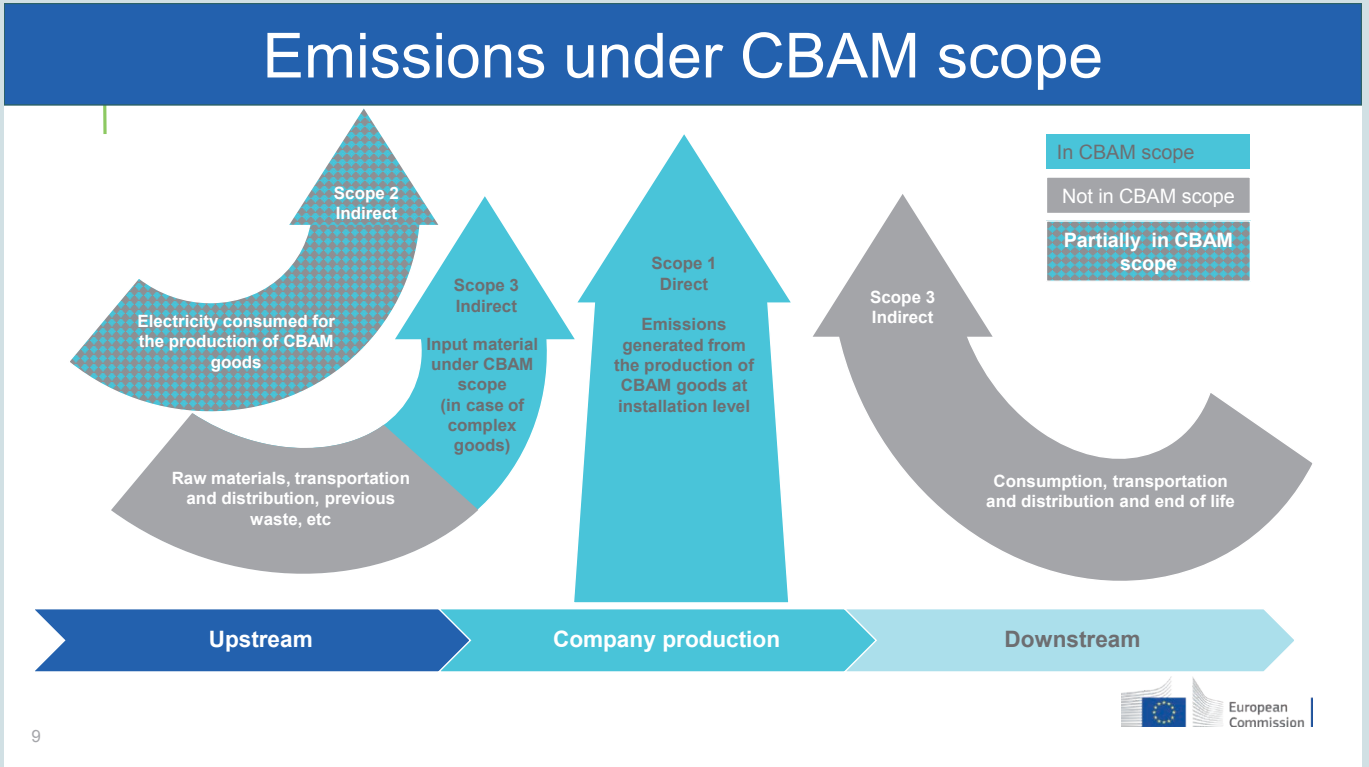 Emissions under CBAM scope
Scope 2
Indirect
Electricity consumed for
the production of CBAM
goods
Scope 3
Indirect
Input material
under CBAM
scope
(in case of
complex
goods)
Raw materials, transportation
and distribution, previous
waste, etc
Scope 1
Direct
Emissions
generated from
the production of
CBAM goods at
installation level
Scope 3
Indirect
Consumption, transportation
and distribution and end of life
In CBAM scope
Not in CBAM scope
Partially in CBAM
scope
Upstream
Company production
Downstream
European
Commission
9